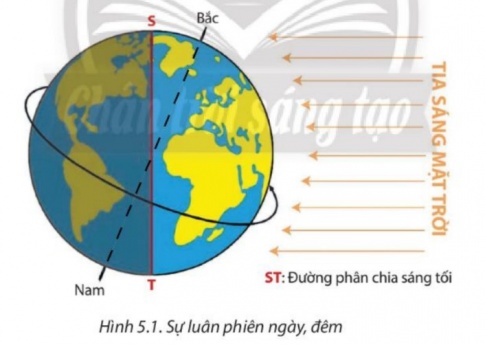 S
Bắc
TIA SÁNG MẶT TRỜI
Chân trời sáng tạo
Nam
T
ST: Đường phân chia sáng tối
Hình 5.1. Sự luân phiên ngày, đêm